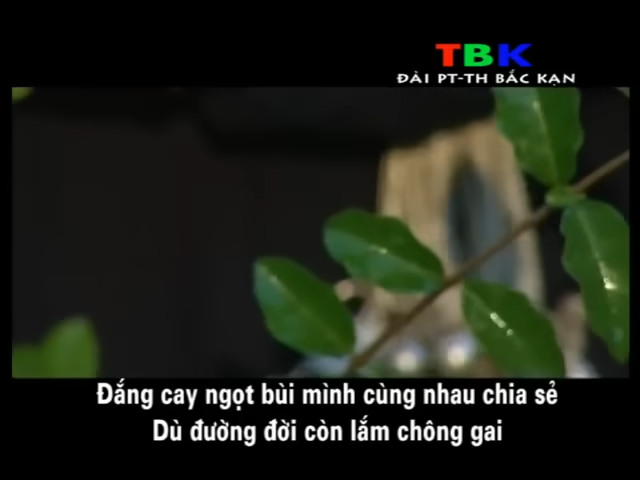 TBK
ĐÀI PT-TH BẮC KẠN
Đắng cay ngọt bùi mình cùng nhau chia sẻ
Dù đường đời còn lắm chông gai